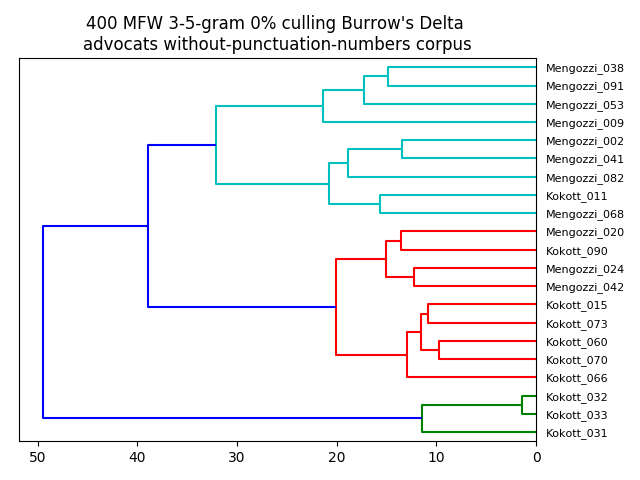 400 MFW 3-5-gram 0% culling Burrow's Delta
advocats without-punctuation-numbers corpus
Mengozzi_038
Mengozzi_091
Mengozzi_053
Mengozzi_009
Mengozzi_002
Mengozzi_041
Mengozzi_082
Kokott_011
Mengozzi_068
Mengozzi_020
Kokott_090
Mengozzi_024
Mengozzi_042
Kokott_015
Kokott_073
Kokott_060
Kokott_070
Kokott_066
Kokott_032
Kokott_033
Kokott_031
50 40 30 20 10 0